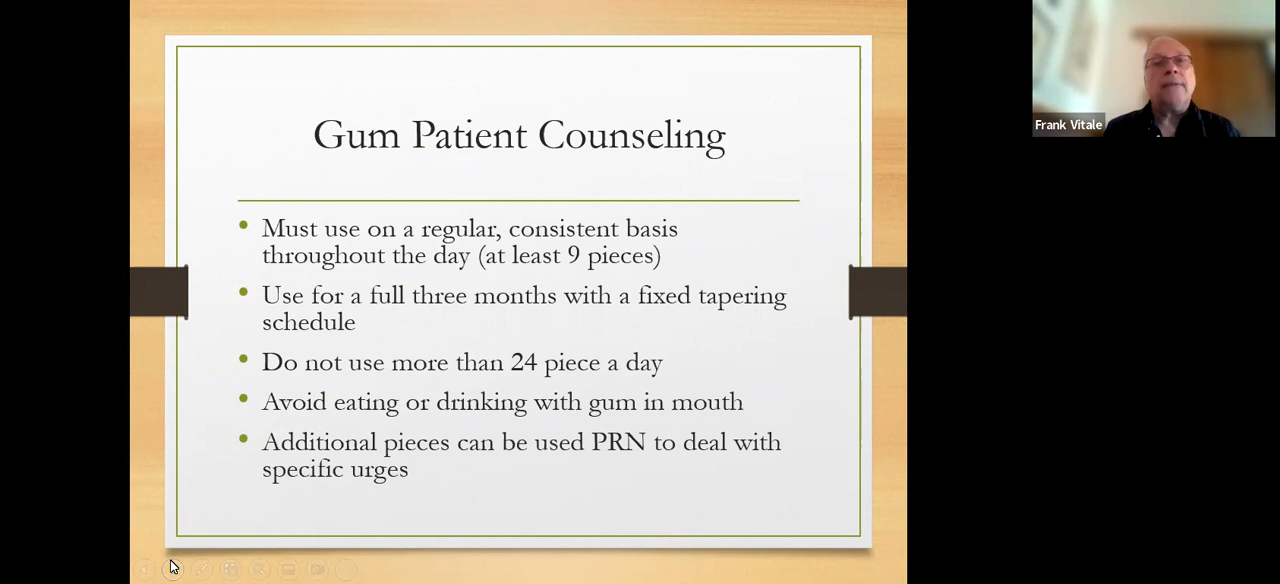 Gum Patient Counseling
• Must use on a regular, consistent basis
throughout the day (at least 9 pieces)
• Use for a full three months with a fixed tapering
schedule
• Do not use more than 24 piece a day
• Avoid eating or drinking with gum in mouth
• Additional pieces can be used PRN to deal with
specific urges
Frank Vitale